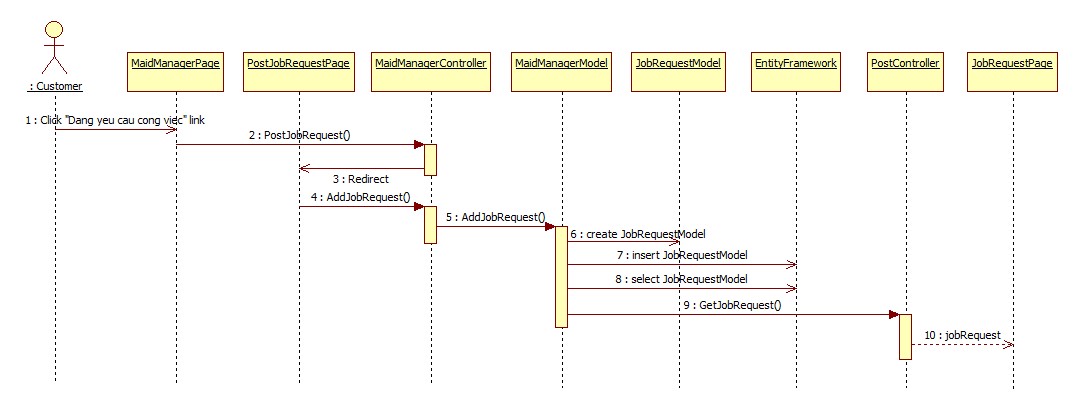 : Customer
MaidManagerPage
PostJobRequestPage
MaidManagerController
MaidManagerModel
JobRequestModel
EntityFramework
PostController
JobRequestPage
1 : Click "Dang yeu cau cong viec" link
2 : PostJobRequest()
3 : Redirect
4 : AddJobRequest()
5 : AddJobRequest()
6 : create JobRequestModel
7 : insert JobRequestModel
8 : select JobRequestModel
9 : GetJobRequest()
10 : jobRequest